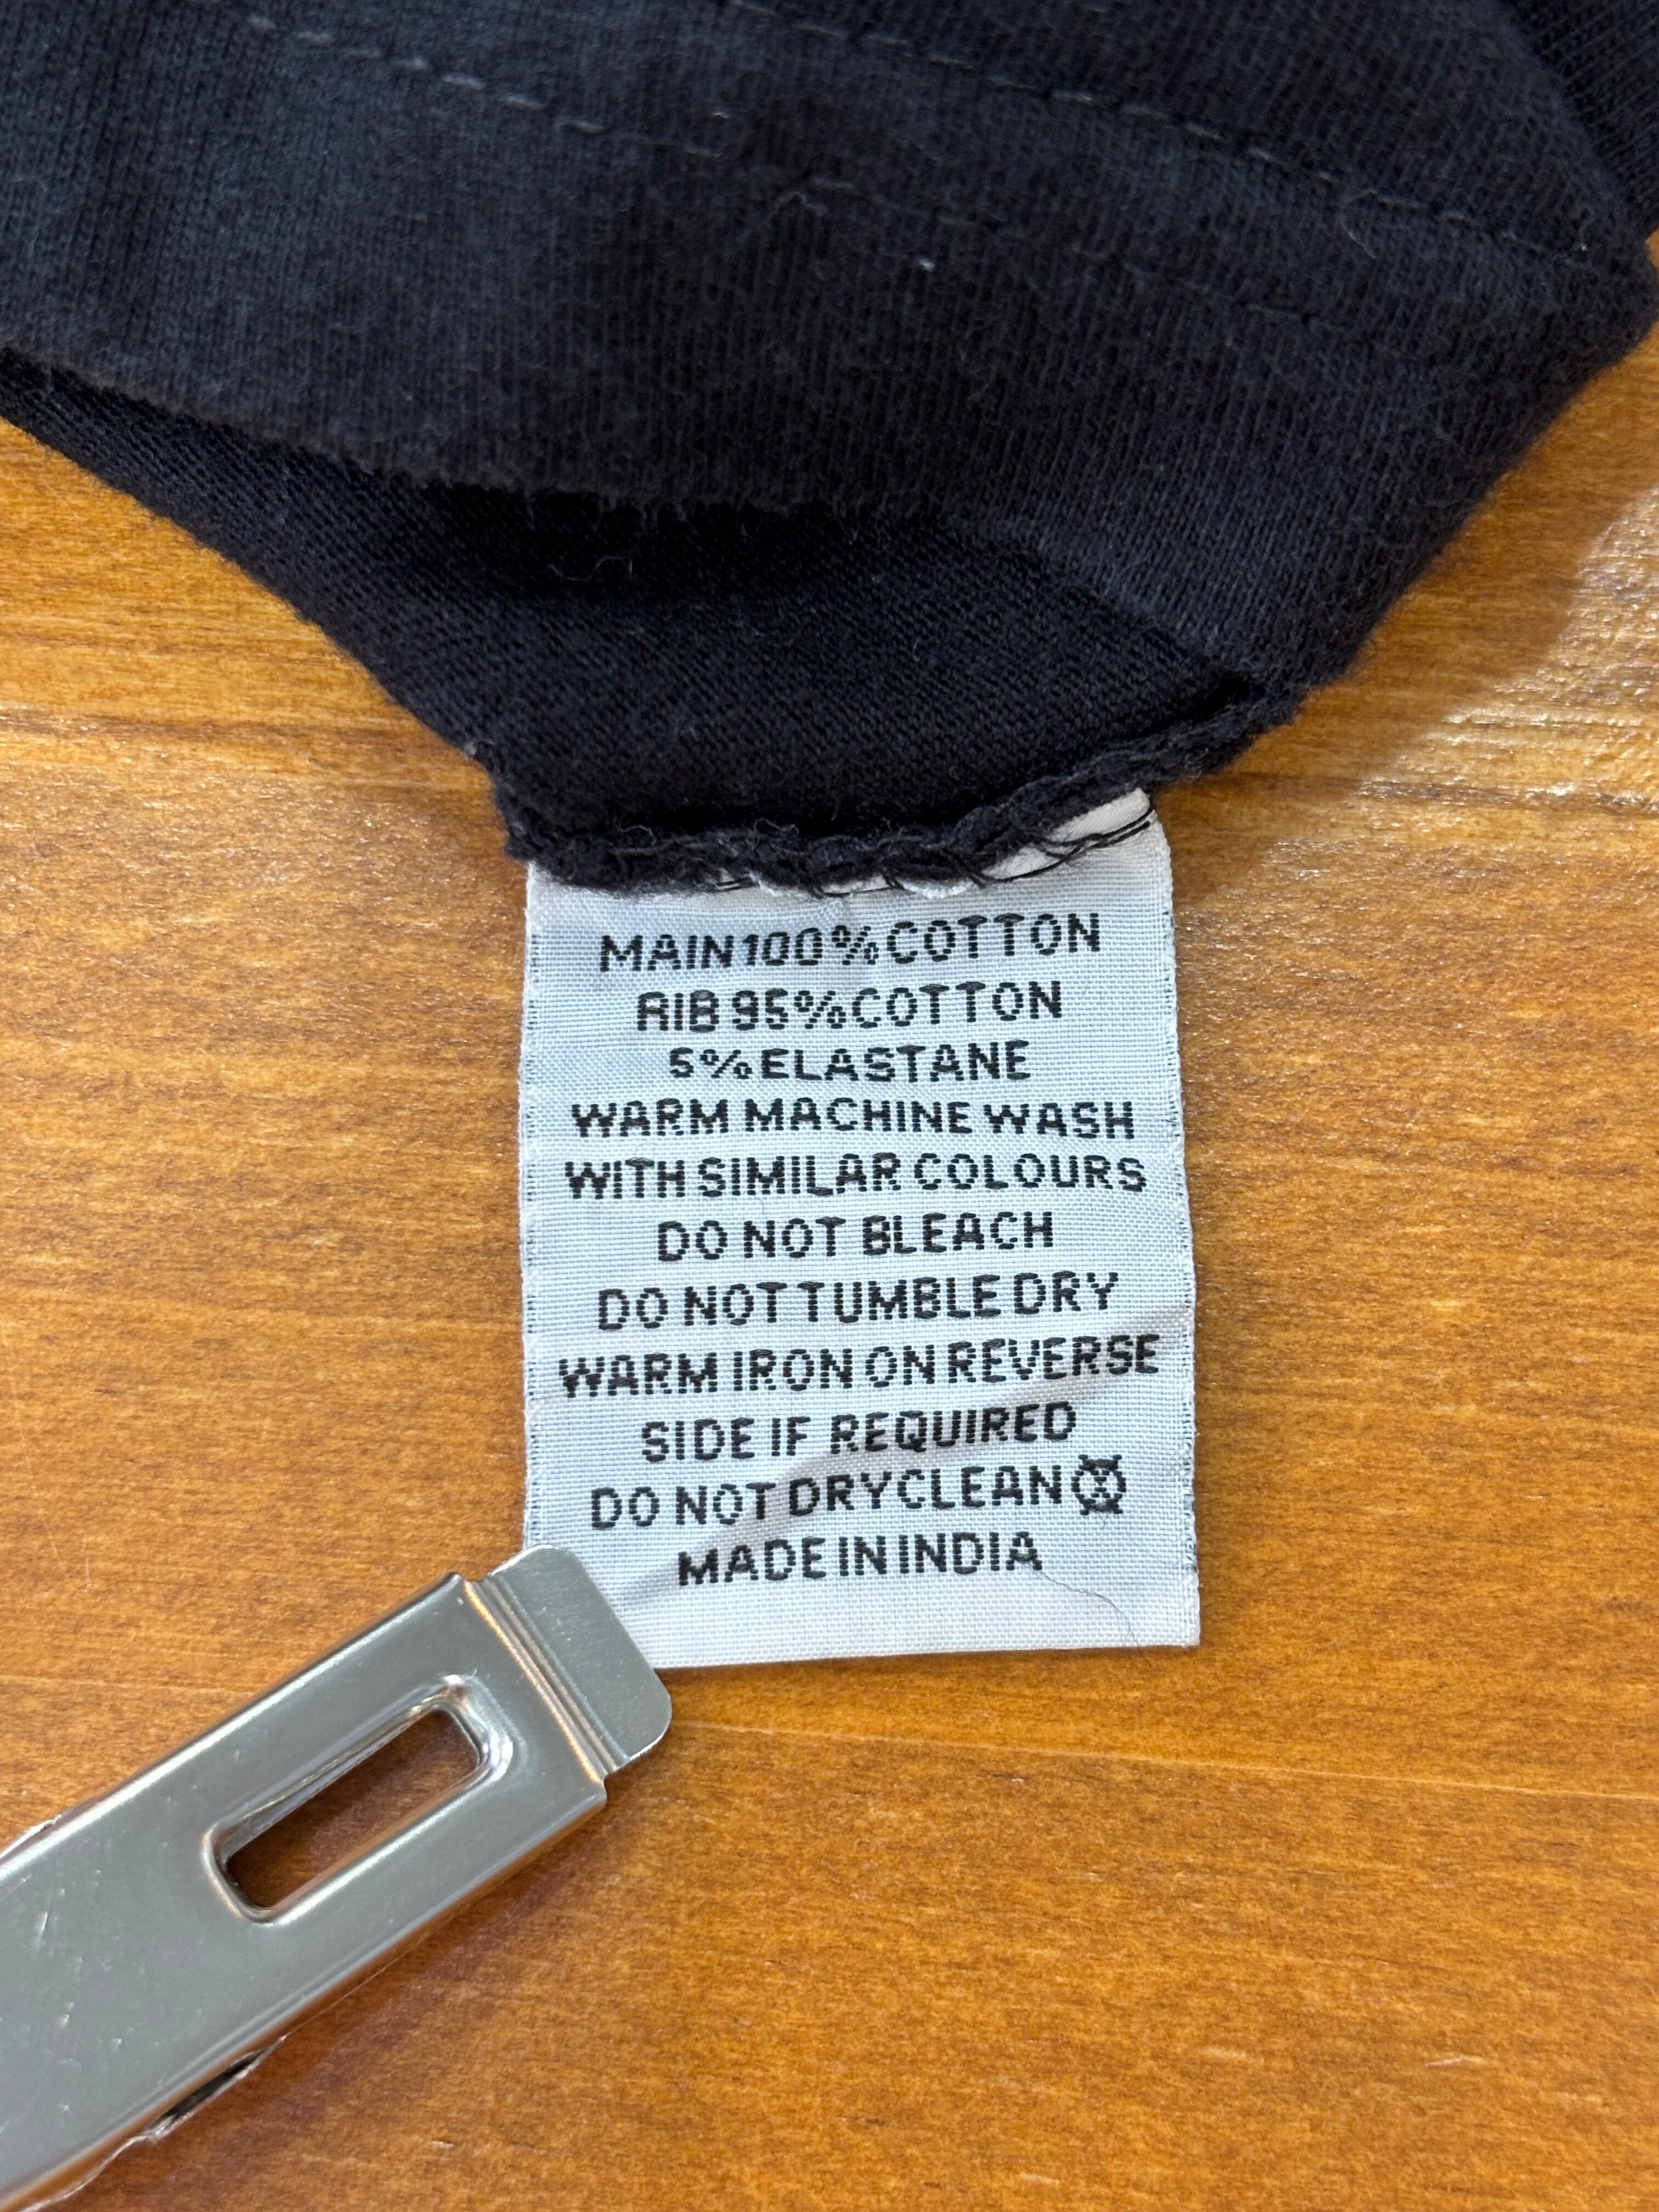 MAIN 100% COTTON
RIB 95% COTTON
5% ELASTANE
WARM MACHINE WASH
WITH SIMILAR COLOURS
DO NOT BLEACH
DO NOT TUMBLE DRY
WARM IRON ON REVERSE
SIDE IF REQUIRED
DO NOT DRYCLEAN
MADE IN INDIA